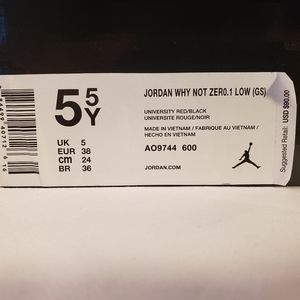 5 5 Y
JORDAN WHY NOT ZER0.1 LOW (GS)
UNIVERSITY RED/BLACK
UNIVERSITE ROUGE/NOIR
MADE IN VIETNAM / FABRIQUE AU VIETNAM /
HECHO EN VIETNAM
UK 5
EUR 38
cm 24
BR 36
AO9744 600
JORDAN.COM
Suggested Retail: USD $90.00